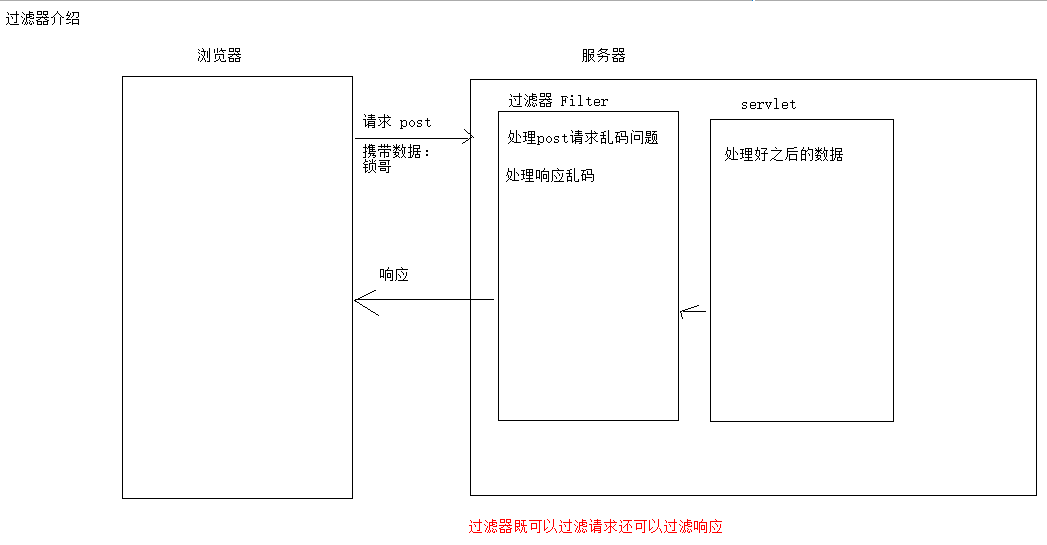 过滤器介绍
浏览器
服务器
请求 post
携带数据：
锁哥
响应
过滤器 Filter
处理post请求乱码问题
处理响应乱码
servlet
处理好之后的数据
过滤器既可以过滤请求还可以过滤响应